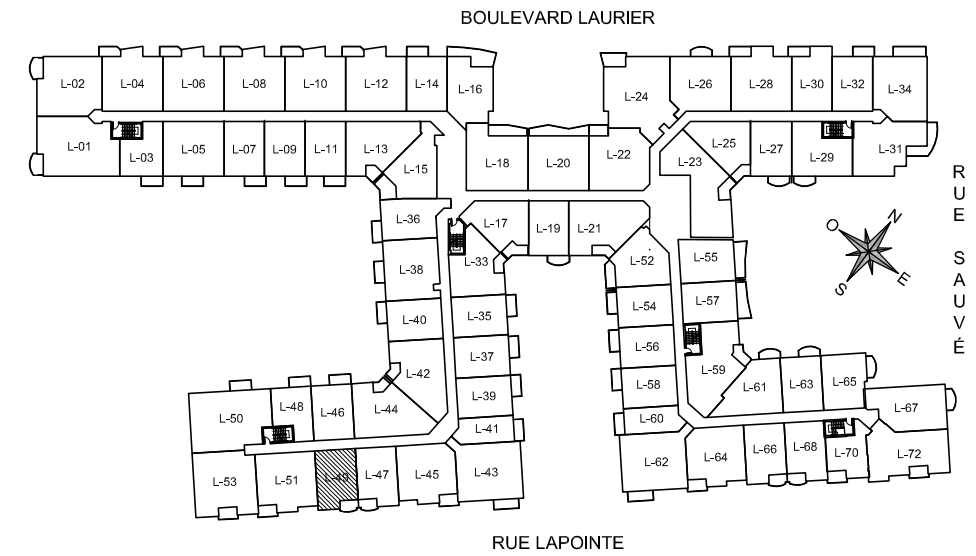 BOULEVARD LAURIER
L-02 L-04 L-06 L-08 L-10 L-12 L-14 L-16 L-24 L-26 L-28 L-30 L-32 L-34
L-01 L-03 L-05 L-07 L-09 L-11 L-13 L-15 L-18 L-20 L-22 L-23 L-25 L-27 L-29 L-31
L-36 L-17 L-19 L-21
L-38 L-33 L-52 L-55
L-40 L-35 L-54 L-57
L-42 L-37 L-56 L-59
L-39 L-58 L-61 L-63 L-65
L-50 L-48 L-46 L-44 L-41 L-60 L-67
L-53 L-51 L-49 L-47 L-45 L-43 L-62 L-64 L-66 L-68 L-70 L-72
RUE SAUVÉ
O N
S E
RUE LAPOINTE